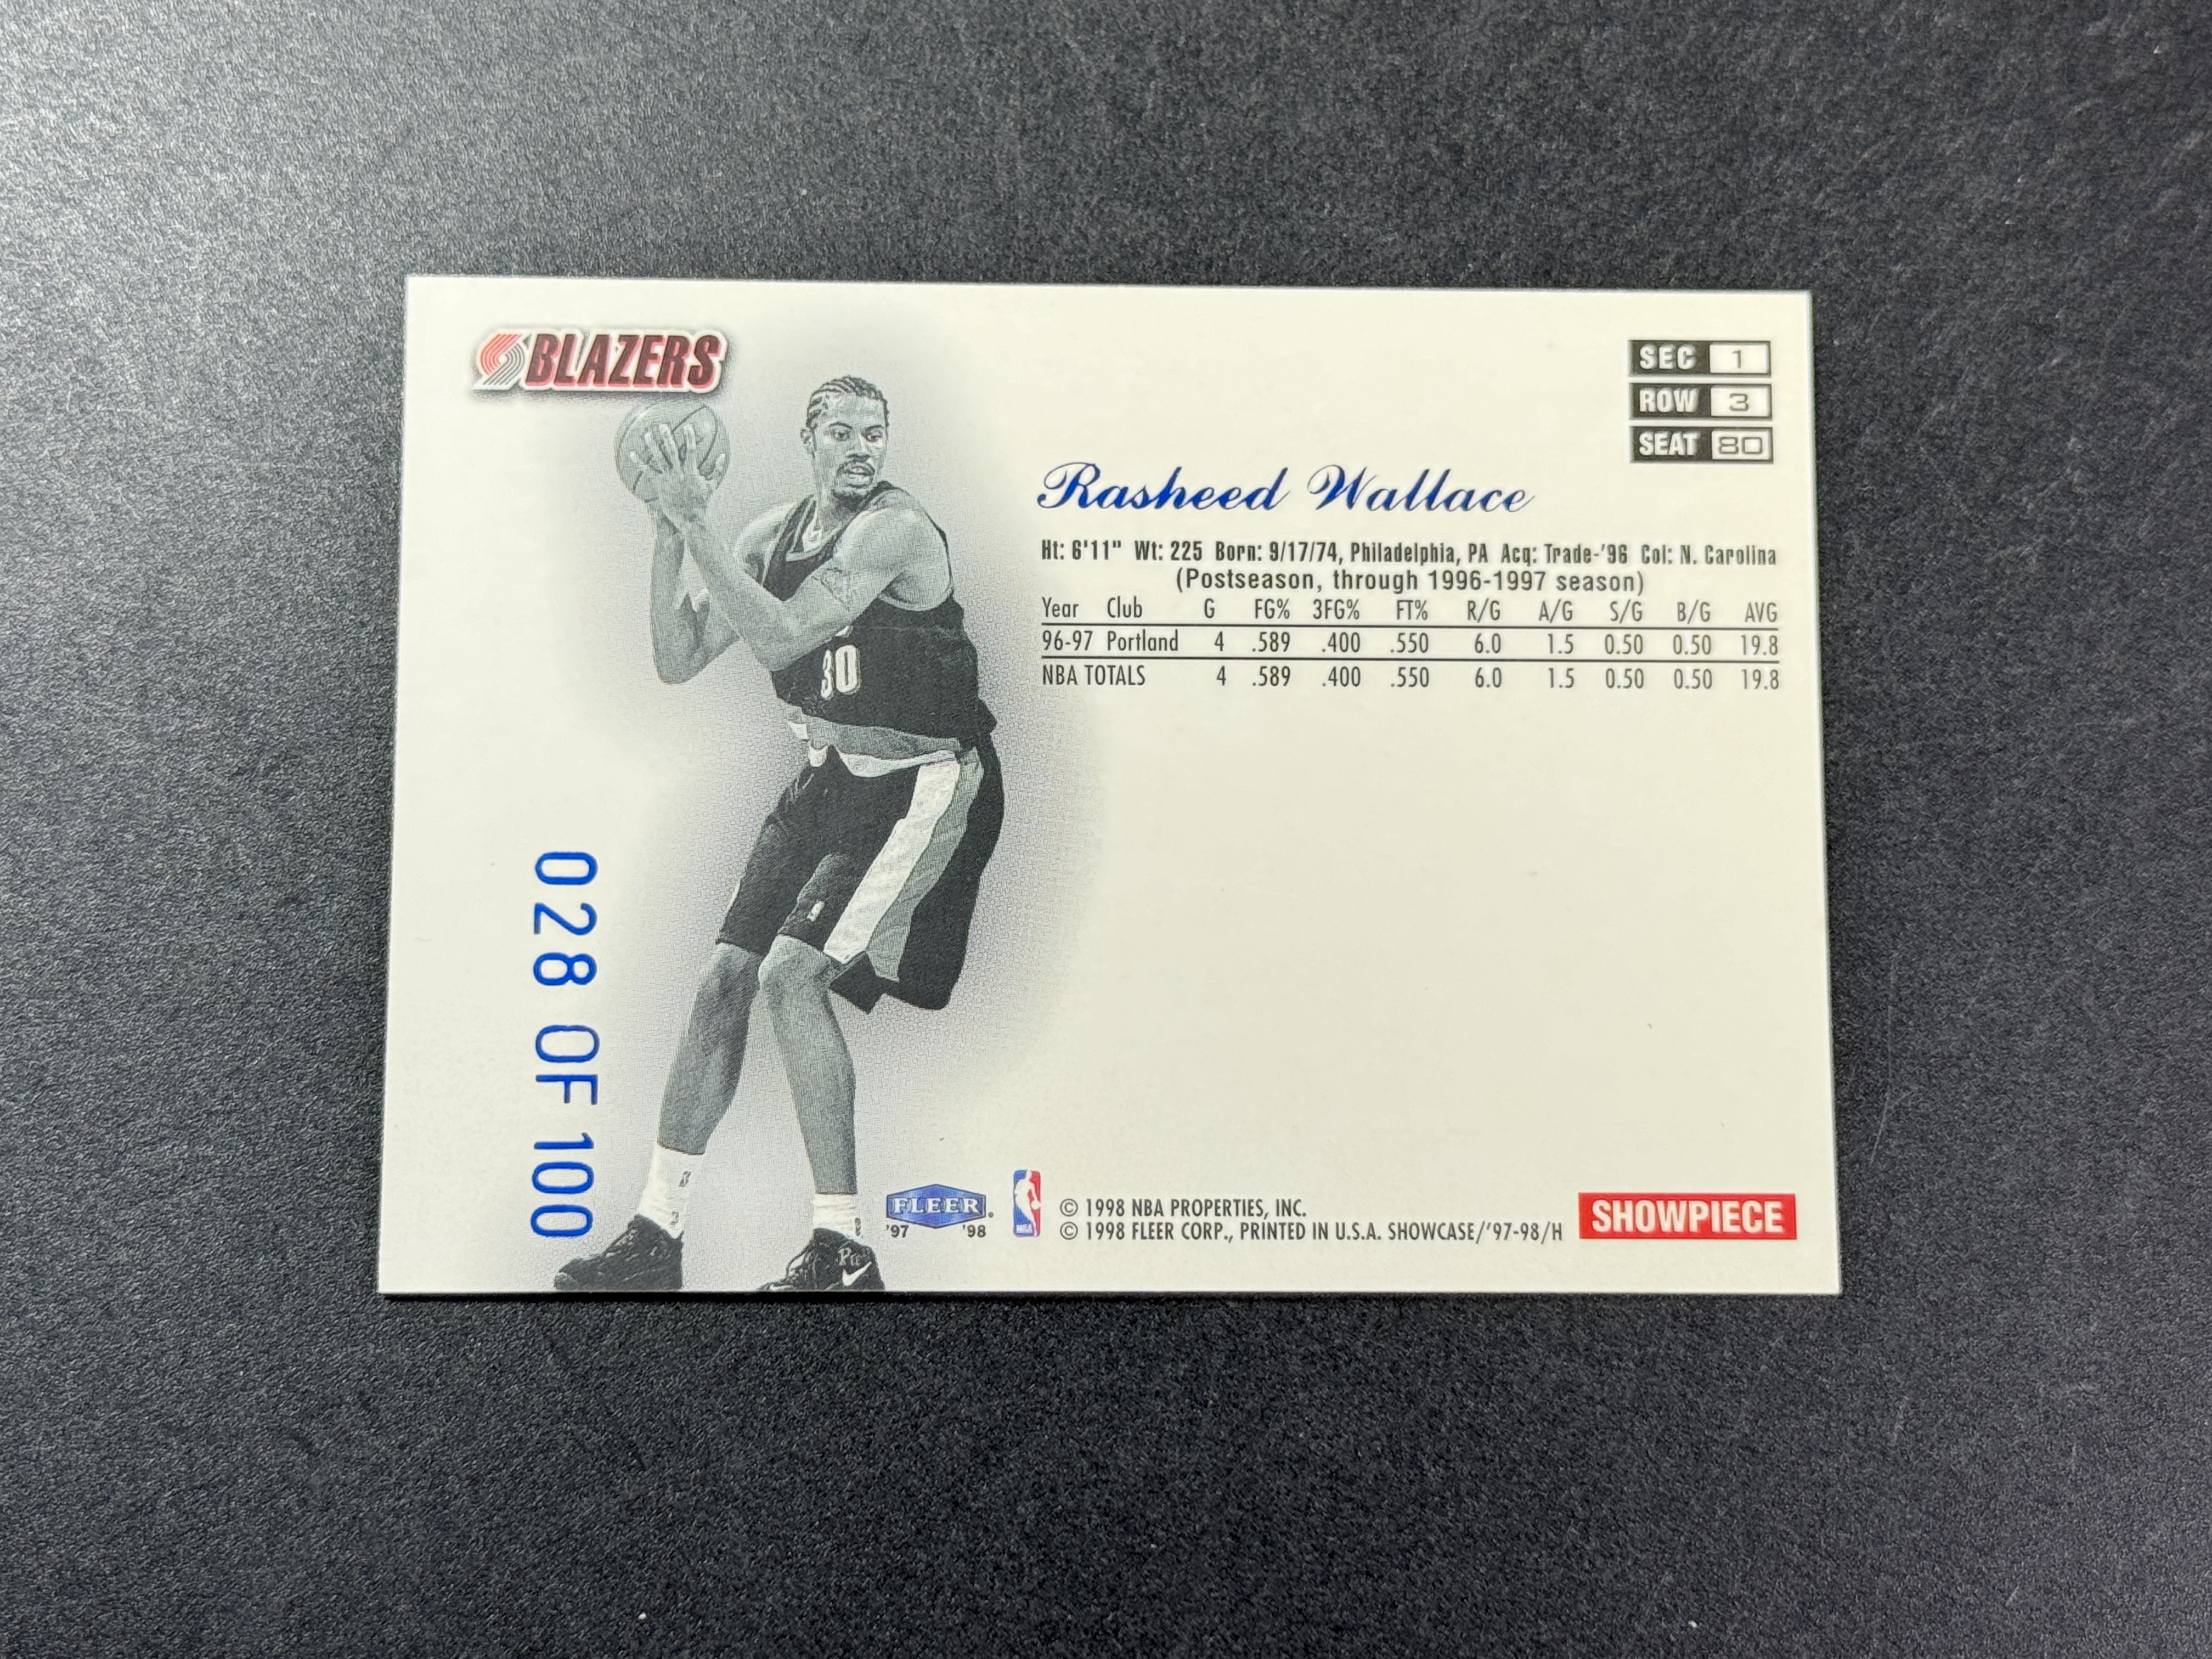 BLAZERS
SEC 1
ROW 3
SEAT 80
Rasheed Wallace
Ht: 6'11" Wt: 225 Born: 9/17/74, Philadelphia, PA Acq: Trade-'96 Col: N. Carolina
(Postseason, through 1996-1997 season)
Year Club G FG% 3FG% FT% R/G A/G S/G B/G AVG
96-97 Portland 4 .589 .400 .550 6.0 1.5 0.50 0.50 19.8
NBA TOTALS 4 .589 .400 .550 6.0 1.5 0.50 0.50 19.8
30
028 OF 100
FLEER
'97 '98
NBA
© 1998 NBA PROPERTIES, INC.
© 1998 FLEER CORP., PRINTED IN U.S.A. SHOWCASE/'97-98/H
SHOWPIECE